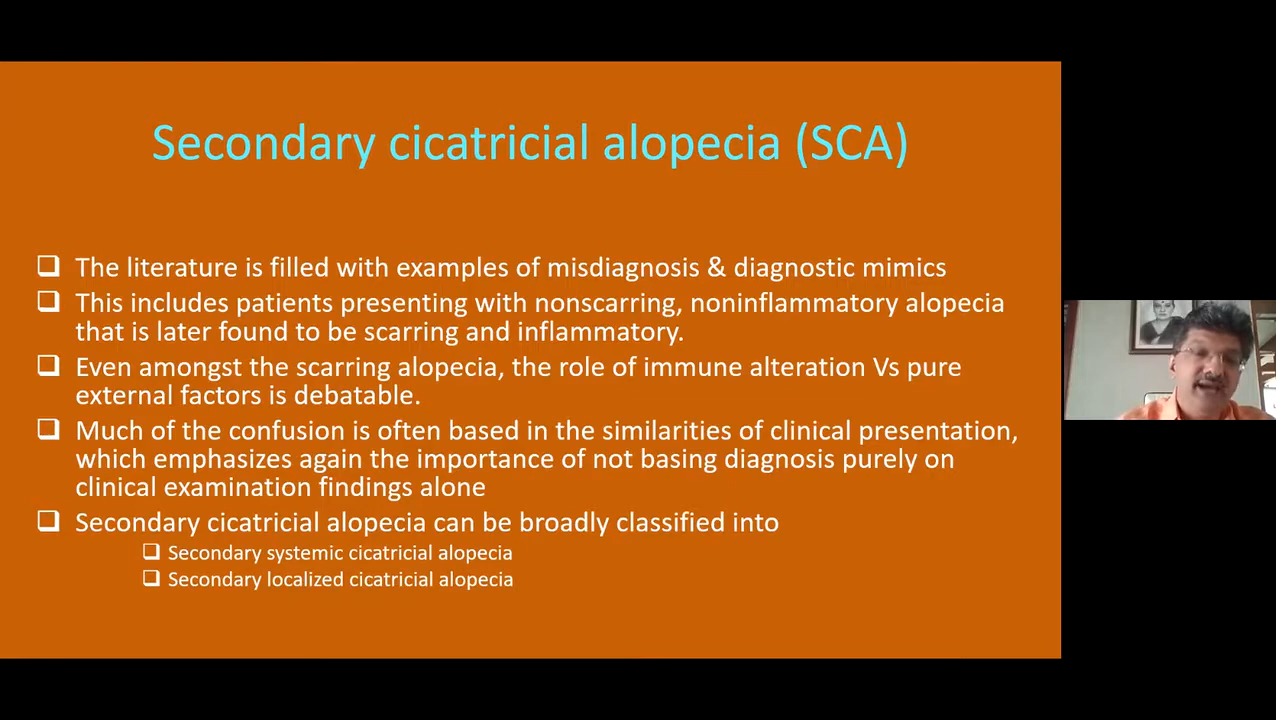 Secondary cicatricial alopecia (SCA)
The literature is filled with examples of misdiagnosis & diagnostic mimics
This includes patients presenting with nonscarring, noninflammatory alopecia
that is later found to be scarring and inflammatory.
Even amongst the scarring alopecia, the role of immune alteration Vs pure
external factors is debatable.
Much of the confusion is often based in the similarities of clinical presentation,
which emphasizes again the importance of not basing diagnosis purely on
clinical examination findings alone
Secondary cicatricial alopecia can be broadly classified into
Secondary systemic cicatricial alopecia
Secondary localized cicatricial alopecia